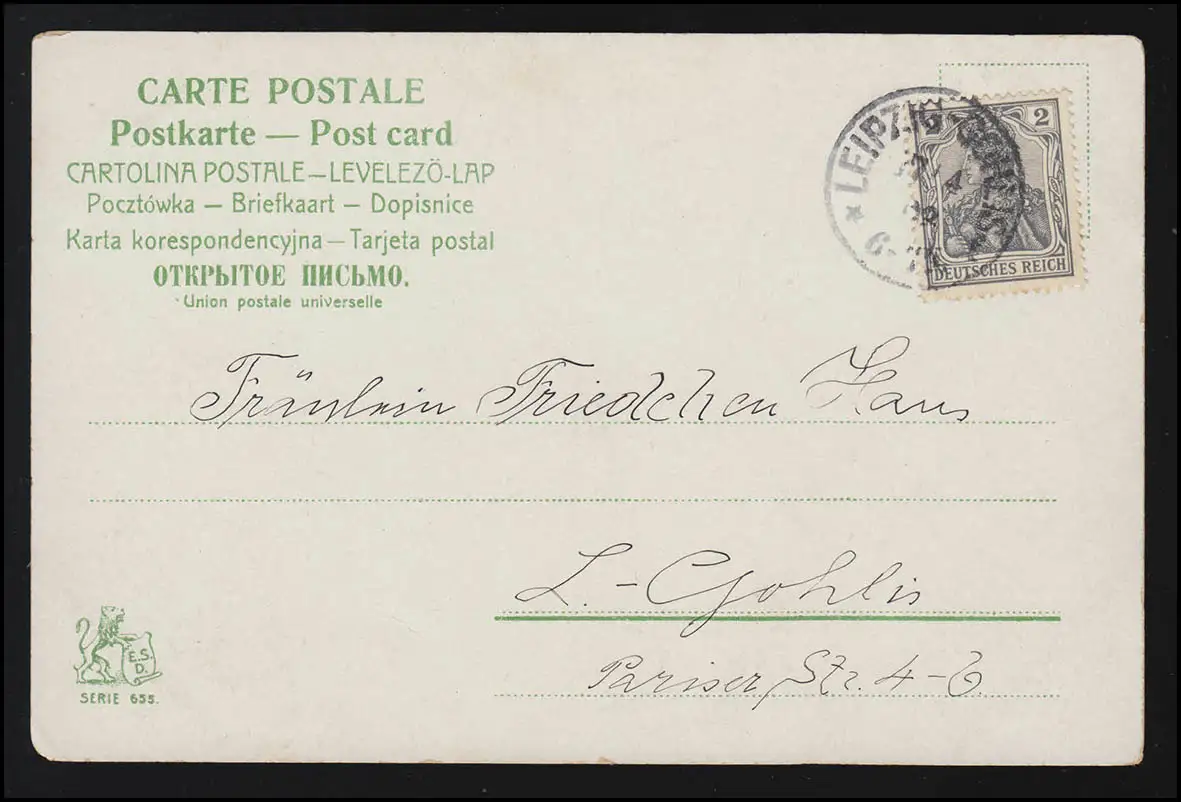 CARTE POSTALE
Postkarte — Post card
CARTOLINA POSTALE — LEVELEZÖ-LAP
Pocztówka — Briefkaart — Dopisnice
Karta korespondencyjna — Tarjeta postal
ОТКРЫТОЕ ПИСЬМО.
Union postale universelle
* LEIPZIG
2
DEUTSCHES REICH
Fräulein Friedchen Haus
L.-Gohlis
Pariser Str. 4-6
E.S.
D.
SERIE 655.